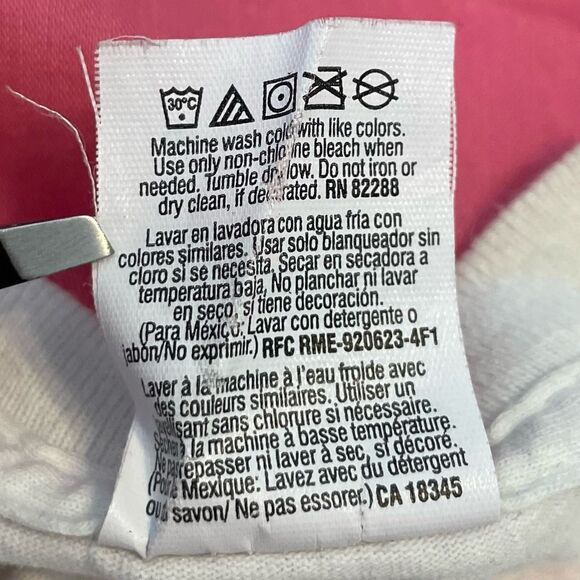 30°C
Machine wash cold with like colors.
Use only non-chlorine bleach when
needed. Tumble dry low. Do not iron or
dry clean, if decorated. RN 82288
Lavar en lavadora con agua fría con
colores similares. Usar solo blanqueador sin
cloro si se necesita. Secar en secadora a
temperatura baja, No planchar ni lavar
en seco, si tiene decoración.
(Para México: Lavar con detergente o
jabón/No exprimir.) RFC RME-920623-4F1
Laver à la machine à l'eau froide avec
des couleurs similaires. Utiliser un
sans chlorure si nécessaire.
la machine à basse température.
Ne repasser ni laver à sec, si décoré.
(Pour Mexique: Lavez avec du détergent
ou savon/ Ne pas essorer.) CA 18345